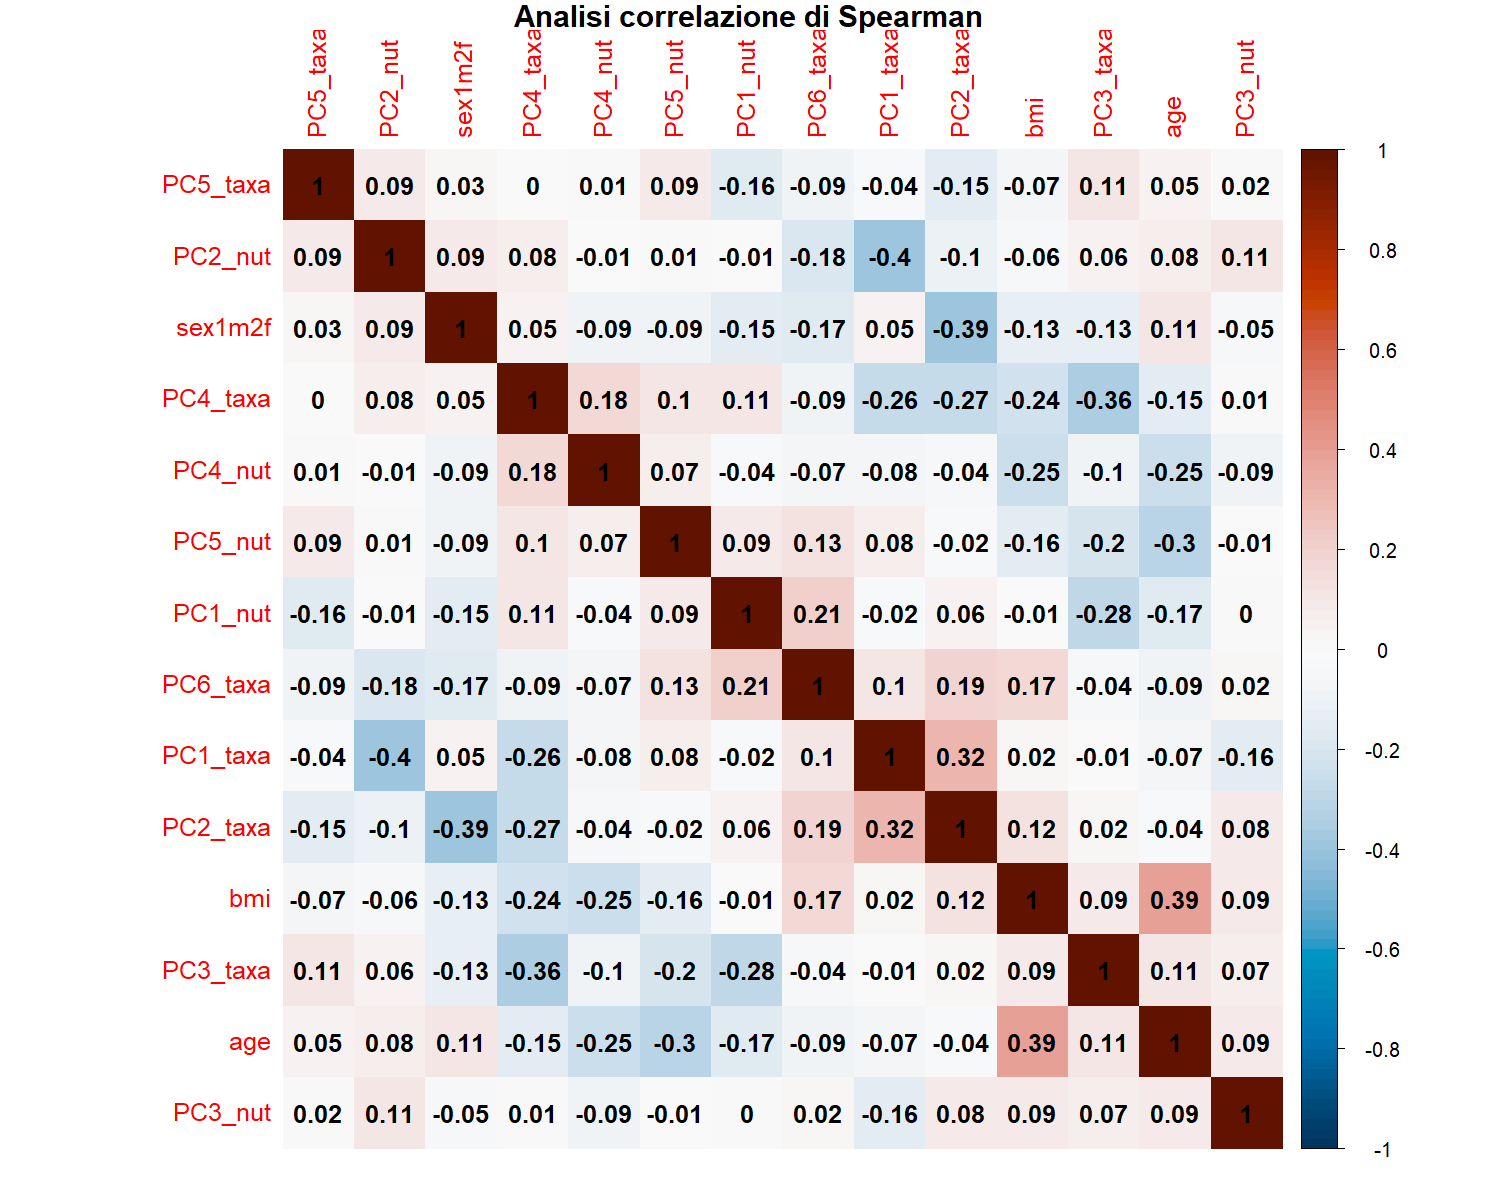 Analisi correlazione di Spearman
PC5_taxa PC2_nut sex1m2f PC4_taxa PC4_nut PC5_nut PC1_nut PC6_taxa PC1_taxa PC2_taxa bmi PC3_taxa age PC3_nut
PC5_taxa 1 0.09 0.03 0 0.01 0.09 -0.16 -0.09 -0.04 -0.15 -0.07 0.11 0.05 0.02
PC2_nut 0.09 1 0.09 0.08 -0.01 0.01 -0.01 -0.18 -0.4 -0.1 -0.06 0.06 0.08 0.11
sex1m2f 0.03 0.09 1 0.05 -0.09 -0.09 -0.15 -0.17 0.05 -0.39 -0.13 -0.13 0.11 -0.05
PC4_taxa 0 0.08 0.05 1 0.18 0.1 0.11 -0.09 -0.26 -0.27 -0.24 -0.36 -0.15 0.01
PC4_nut 0.01 -0.01 -0.09 0.18 1 0.07 -0.04 -0.07 -0.08 -0.04 -0.25 -0.1 -0.25 -0.09
PC5_nut 0.09 0.01 -0.09 0.1 0.07 1 0.09 0.13 0.08 -0.02 -0.16 -0.2 -0.3 -0.01
PC1_nut -0.16 -0.01 -0.15 0.11 -0.04 0.09 1 0.21 -0.02 0.06 -0.01 -0.28 -0.17 0
PC6_taxa -0.09 -0.18 -0.17 -0.09 -0.07 0.13 0.21 1 0.1 0.19 0.17 -0.04 -0.09 0.02
PC1_taxa -0.04 -0.4 0.05 -0.26 -0.08 0.08 -0.02 0.1 1 0.32 0.02 -0.01 -0.07 -0.16
PC2_taxa -0.15 -0.1 -0.39 -0.27 -0.04 -0.02 0.06 0.19 0.32 1 0.12 0.02 -0.04 0.08
bmi -0.07 -0.06 -0.13 -0.24 -0.25 -0.16 -0.01 0.17 0.02 0.12 1 0.09 0.39 0.09
PC3_taxa 0.11 0.06 -0.13 -0.36 -0.1 -0.2 -0.28 -0.04 -0.01 0.02 0.09 1 0.11 0.07
age 0.05 0.08 0.11 -0.15 -0.25 -0.3 -0.17 -0.09 -0.07 -0.04 0.39 0.11 1 0.09
PC3_nut 0.02 0.11 -0.05 0.01 -0.09 -0.01 0 0.02 -0.16 0.08 0.09 0.07 0.09 1
1
0.8
0.6
0.4
0.2
0
-0.2
-0.4
-0.6
-0.8
-1